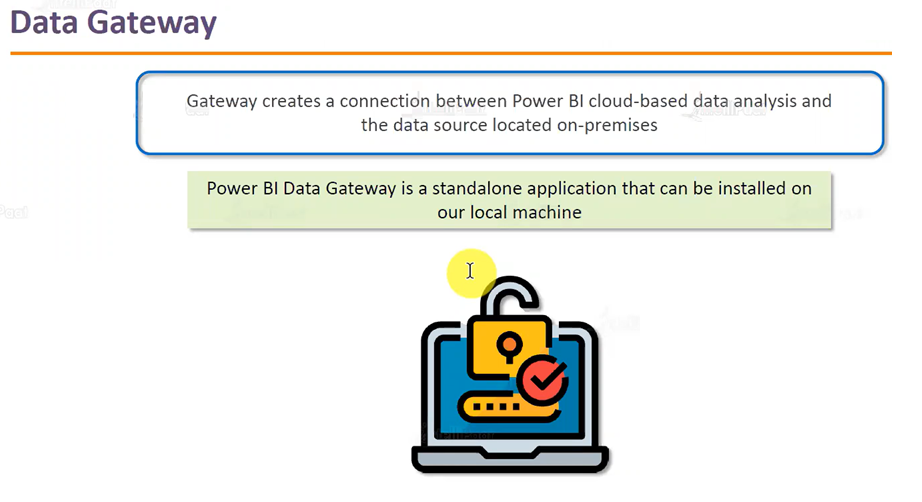 Data Gateway
Gateway creates a connection between Power BI cloud-based data analysis and
the data source located on-premises
Power BI Data Gateway is a standalone application that can be installed on
our local machine